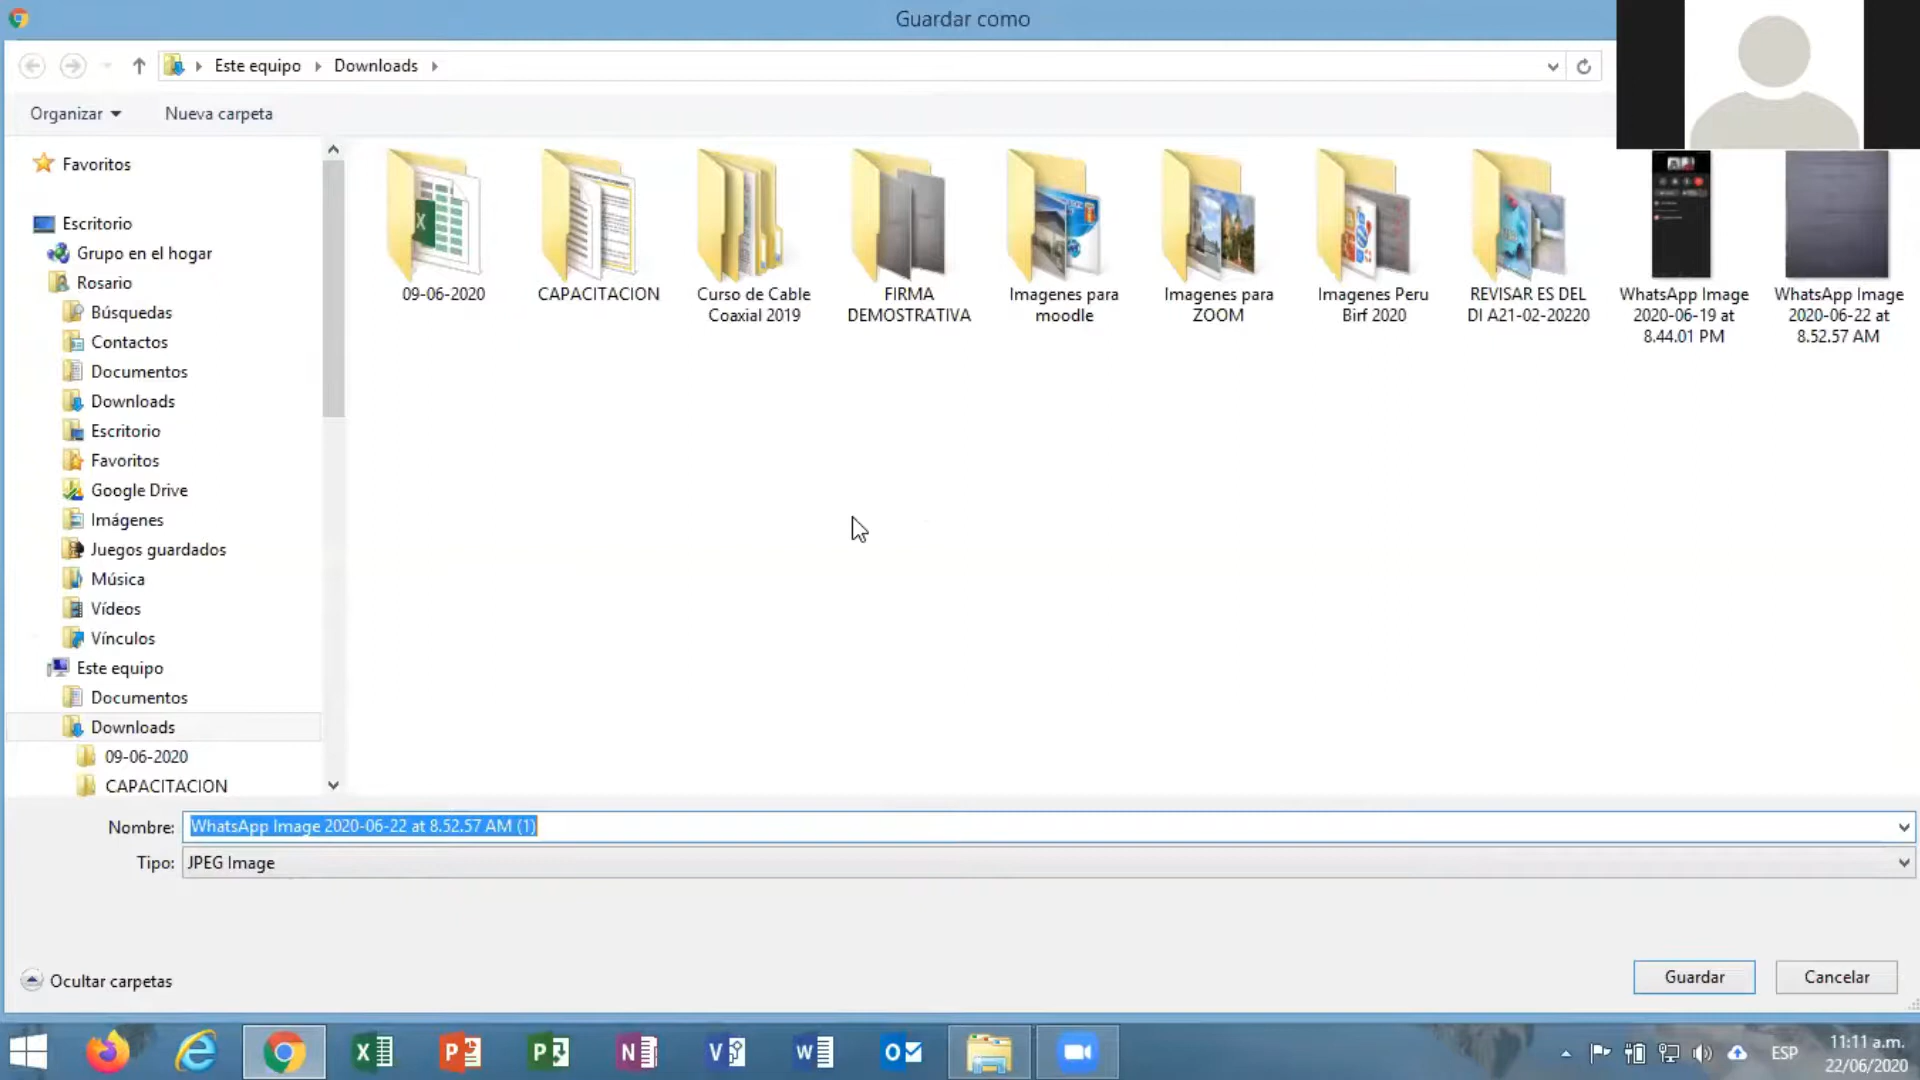 Guardar como
Este equipo Downloads
Organizar Nueva carpeta
Favoritos
Escritorio
Grupo en el hogar
Rosario
Búsquedas
Contactos
Documentos
Downloads
Escritorio
Favoritos
Google Drive
Imágenes
Juegos guardados
Música
Vídeos
Vínculos
Este equipo
Documentos
Downloads
09-06-2020
CAPACITACION
09-06-2020
CAPACITACION
Curso de Cable
Coaxial 2019
FIRMA
DEMOSTRATIVA
Imagenes para
moodle
Imagenes para
ZOOM
Imagenes Peru
Birf 2020
REVISAR ES DEL
DI A21-02-20220
WhatsApp Image
2020-06-19 at
8.44.01 PM
WhatsApp Image
2020-06-22 at
8.52.57 AM
Nombre: WhatsApp Image 2020-06-22 at 8.52.57 AM (1)
Tipo: JPEG Image
Ocultar carpetas
Guardar
Cancelar
ESP
11:11 a.m.
22/06/2020